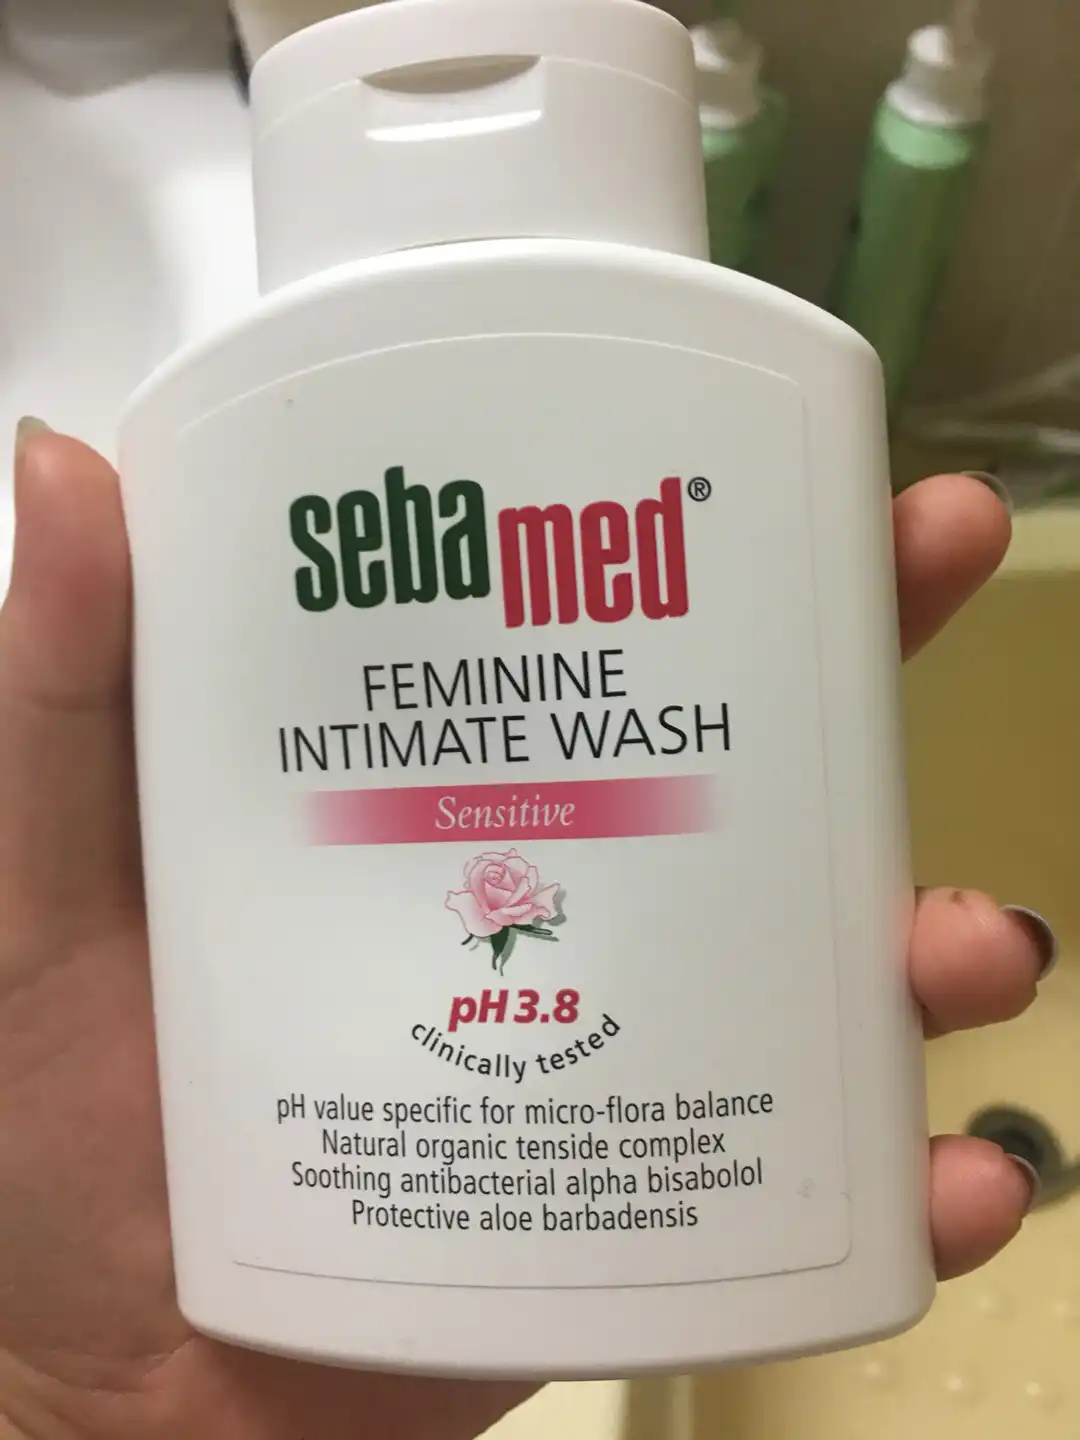 sebamed®
FEMININE
INTIMATE WASH
Sensitive
pH 3.8
clinically tested
pH value specific for micro-flora balance
Natural organic tenside complex
Soothing antibacterial alpha bisabolol
Protective aloe barbadensis